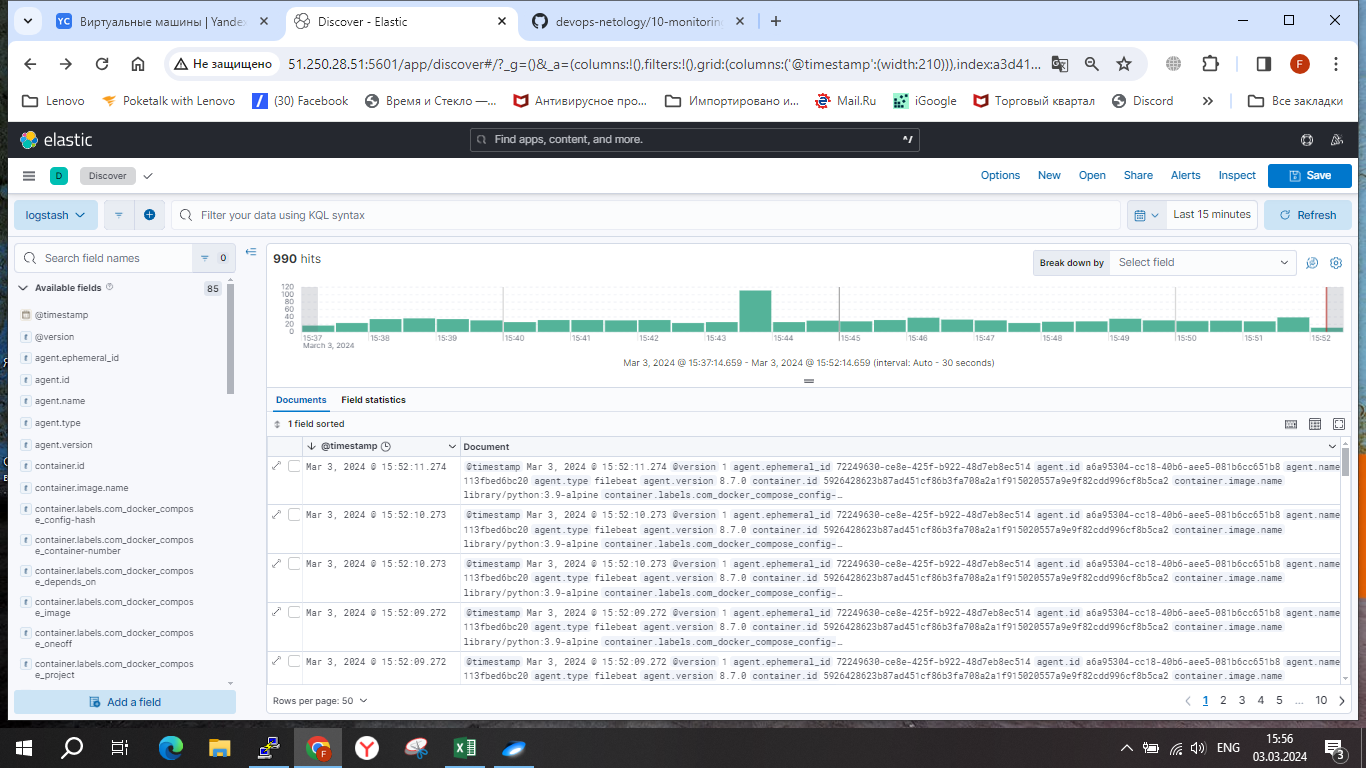 Виртуальные машины | Yandex
Discover - Elastic
devops-netology/10-monitoring
Не защищено
51.250.28.51:5601/app/discover#/?_g=()&_a=(columns:!(),filters:!(),grid:(columns:('@timestamp':(width:210))),index:a3d41...
Lenovo
Poketalk with Lenovo
(30) Facebook
Время и Стекло —...
Антивирусное про...
Импортировано и...
Mail.Ru
iGoogle
Торговый квартал
Discord
»
Все закладки
elastic
Find apps, content, and more.
^/
D
Discover
Options
New
Open
Share
Alerts
Inspect
Save
logstash
Filter your data using KQL syntax
Last 15 minutes
Refresh
Search field names
0
990 hits
Break down by
Select field
Available fields
85
@timestamp
@version
agent.ephemeral_id
agent.id
agent.name
agent.type
agent.version
container.id
container.image.name
container.labels.com_docker_compos
e_config-hash
container.labels.com_docker_compos
e_container-number
container.labels.com_docker_compos
e_depends_on
container.labels.com_docker_compos
e_image
container.labels.com_docker_compos
e_oneoff
container.labels.com_docker_compos
e_project
Add a field
120
100
80
60
40
20
0
15:37 15:38 15:39 15:40 15:41 15:42 15:43 15:44 15:45 15:46 15:47 15:48 15:49 15:50 15:51 15:52
March 3, 2024
Mar 3, 2024 @ 15:37:14.659 - Mar 3, 2024 @ 15:52:14.659 (interval: Auto - 30 seconds)
Documents
Field statistics
1 field sorted
@timestamp
Document
Mar 3, 2024 @ 15:52:11.274
@timestamp Mar 3, 2024 @ 15:52:11.274 @version 1 agent.ephemeral_id 72249630-ce8e-425f-b922-48d7eb8ec514 agent.id a6a95304-cc18-40b6-aee5-081b6cc651b8 agent.name
113fbed6bc20 agent.type filebeat agent.version 8.7.0 container.id 5926428623b87ad451cf86b3fa708a2a1f915020557a9e9f82cdd996cf8b5ca2 container.image.name
library/python:3.9-alpine container.labels.com_docker_compose_config-…
Mar 3, 2024 @ 15:52:10.273
@timestamp Mar 3, 2024 @ 15:52:10.273 @version 1 agent.ephemeral_id 72249630-ce8e-425f-b922-48d7eb8ec514 agent.id a6a95304-cc18-40b6-aee5-081b6cc651b8 agent.name
113fbed6bc20 agent.type filebeat agent.version 8.7.0 container.id 5926428623b87ad451cf86b3fa708a2a1f915020557a9e9f82cdd996cf8b5ca2 container.image.name
library/python:3.9-alpine container.labels.com_docker_compose_config-…
Mar 3, 2024 @ 15:52:10.273
@timestamp Mar 3, 2024 @ 15:52:10.273 @version 1 agent.ephemeral_id 72249630-ce8e-425f-b922-48d7eb8ec514 agent.id a6a95304-cc18-40b6-aee5-081b6cc651b8 agent.name
113fbed6bc20 agent.type filebeat agent.version 8.7.0 container.id 5926428623b87ad451cf86b3fa708a2a1f915020557a9e9f82cdd996cf8b5ca2 container.image.name
library/python:3.9-alpine container.labels.com_docker_compose_config-…
Mar 3, 2024 @ 15:52:09.272
@timestamp Mar 3, 2024 @ 15:52:09.272 @version 1 agent.ephemeral_id 72249630-ce8e-425f-b922-48d7eb8ec514 agent.id a6a95304-cc18-40b6-aee5-081b6cc651b8 agent.name
113fbed6bc20 agent.type filebeat agent.version 8.7.0 container.id 5926428623b87ad451cf86b3fa708a2a1f915020557a9e9f82cdd996cf8b5ca2 container.image.name
library/python:3.9-alpine container.labels.com_docker_compose_config-…
Mar 3, 2024 @ 15:52:09.272
@timestamp Mar 3, 2024 @ 15:52:09.272 @version 1 agent.ephemeral_id 72249630-ce8e-425f-b922-48d7eb8ec514 agent.id a6a95304-cc18-40b6-aee5-081b6cc651b8 agent.name
113fbed6bc20 agent.type filebeat agent.version 8.7.0 container.id 5926428623b87ad451cf86b3fa708a2a1f915020557a9e9f82cdd996cf8b5ca2 container.image.name
Rows per page: 50
1 2 3 4 5 … 10
ENG
15:56
03.03.2024
3